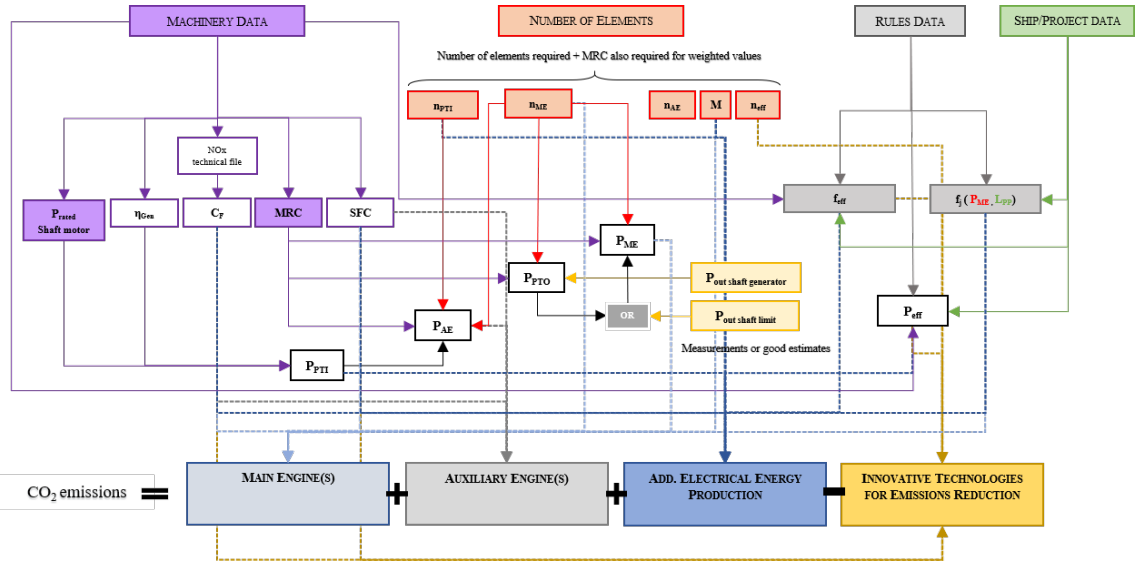 MACHINERY DATA
NUMBER OF ELEMENTS
RULES DATA
SHIP/PROJECT DATA
Number of elements required + MRC also required for weighted values
nPTI
nME
nAE
M
neff
NOx
technical file
Prated
Shaft motor
ηGen
CF
MRC
SFC
feff
fj ( PME , LPP)
PME
PPTO
Pout shaft generator
OR
Pout shaft limit
Peff
PAE
Measurements or good estimates
PPTI
CO2 emissions
=
MAIN ENGINE(S)
+
AUXILIARY ENGINE(S)
+
ADD. ELECTRICAL ENERGY
PRODUCTION
-
INNOVATIVE TECHNOLOGIES
FOR EMISSIONS REDUCTION